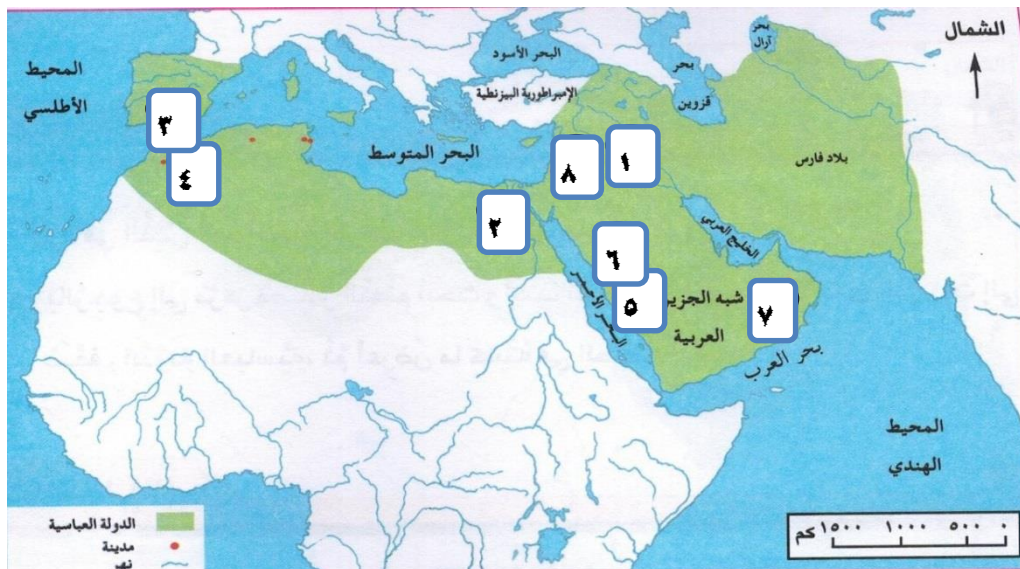 الشمال
بحر
آرال
المحيط
الأطلسي
البحر الأسود
بحر
قزوين
الإمبراطورية البيزنطية
٣
البحر المتوسط
٨
١
بلاد فارس
٤
٢
الخليج العربي
٦
البحر الأحمر
٥
شبه الجزير
العربية
٧
بحر العرب
المحيط
الهندي
الدولة العباسية
مدينة
نهر
٠ ٥٠٠ ١٠٠٠ ١٥٠٠ كم